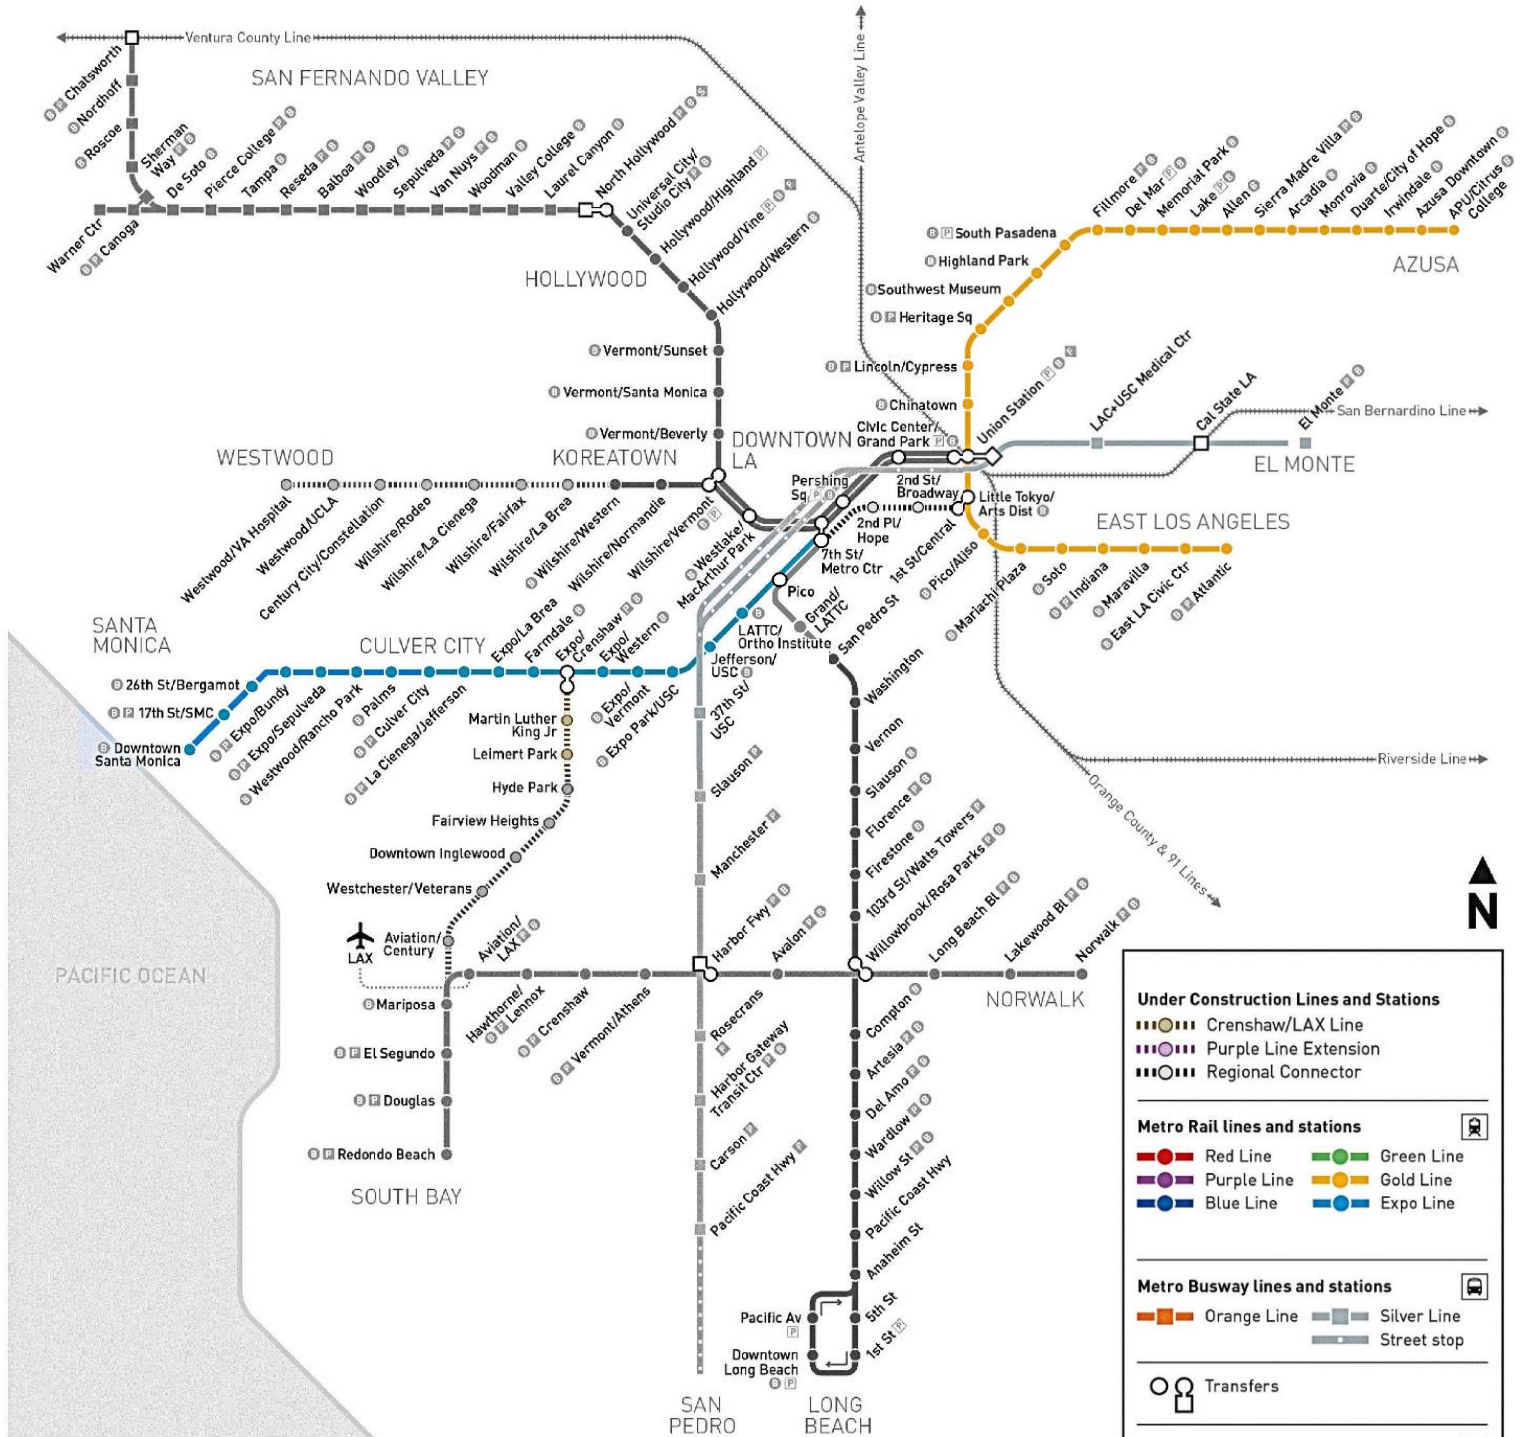 Ventura County Line
SAN FERNANDO VALLEY
Antelope Valley Line
Chatsworth
Nordhoff
Roscoe
Sherman
Way
De Soto
Pierce College
Tampa
Reseda
Balboa
Woodley
Sepulveda
Van Nuys
Woodman
Valley College
Laurel Canyon
North Hollywood
Warner Ctr
Canoga
Universal City/
Studio City
Hollywood/Highland
Hollywood/Vine
Hollywood/Western
HOLLYWOOD
Vermont/Sunset
Vermont/Santa Monica
Vermont/Beverly
Fillmore
Del Mar
Memorial Park
Lake
Allen
Sierra Madre Villa
Arcadia
Monrovia
Duarte/City of Hope
Irwindale
Azusa Downtown
APU/Citrus
College
AZUSA
South Pasadena
Highland Park
Southwest Museum
Heritage Sq
Lincoln/Cypress
Chinatown
Union Station
LAC+USC Medical Ctr
Cal State LA
El Monte
San Bernardino Line
EL MONTE
WESTWOOD
KOREATOWN
DOWNTOWN
LA
Civic Center/
Grand Park
Pershing
Sq
2nd St/
Broadway
Little Tokyo/
Arts Dist
2nd Pl/
Hope
7th St/
Metro Ctr
1st St/Central
Pico/Aliso
Mariachi Plaza
Soto
Indiana
Maravilla
East LA Civic Ctr
Atlantic
EAST LOS ANGELES
Westwood/VA Hospital
Westwood/UCLA
Century City/Constellation
Wilshire/Rodeo
Wilshire/La Cienega
Wilshire/Fairfax
Wilshire/La Brea
Wilshire/Western
Wilshire/Normandie
Wilshire/Vermont
Westlake/
MacArthur Park
Pico
Grand/
LATTC
San Pedro St
Washington
Vernon
Slauson
Florence
Firestone
103rd St/Watts Towers
Willowbrook/Rosa Parks
SANTA
MONICA
CULVER CITY
Expo/La Brea
Farmdale
Expo/
Crenshaw
Expo/
Western
LATTC/
Ortho Institute
Jefferson/
USC
37th St/
USC
26th St/Bergamot
17th St/SMC
Downtown
Santa Monica
Expo/Bundy
Expo/Sepulveda
Westwood/Rancho Park
Palms
Culver City
La Cienega/Jefferson
Expo/
Vermont
Expo Park/USC
Martin Luther
King Jr
Leimert Park
Hyde Park
Fairview Heights
Downtown Inglewood
Westchester/Veterans
Aviation/
Century
LAX
Aviation/
LAX
Mariposa
El Segundo
Douglas
Redondo Beach
SOUTH BAY
Hawthorne/
Lennox
Crenshaw
Vermont/Athens
Slauson
Manchester
Harbor Fwy
Avalon
Long Beach Bl
Lakewood Bl
Norwalk
NORWALK
Rosecrans
Harbor Gateway
Transit Ctr
Carson
Pacific Coast Hwy
SAN
PEDRO
Compton
Artesia
Del Amo
Wardlow
Willow St
Pacific Coast Hwy
Anaheim St
5th St
1st St
Pacific Av
Downtown
Long Beach
LONG
BEACH
PACIFIC OCEAN
Riverside Line
Orange County & 91 Lines
N
Under Construction Lines and Stations
Crenshaw/LAX Line
Purple Line Extension
Regional Connector
Metro Rail lines and stations
Red Line
Green Line
Purple Line
Gold Line
Blue Line
Expo Line
Metro Busway lines and stations
Orange Line
Silver Line
Street stop
Transfers